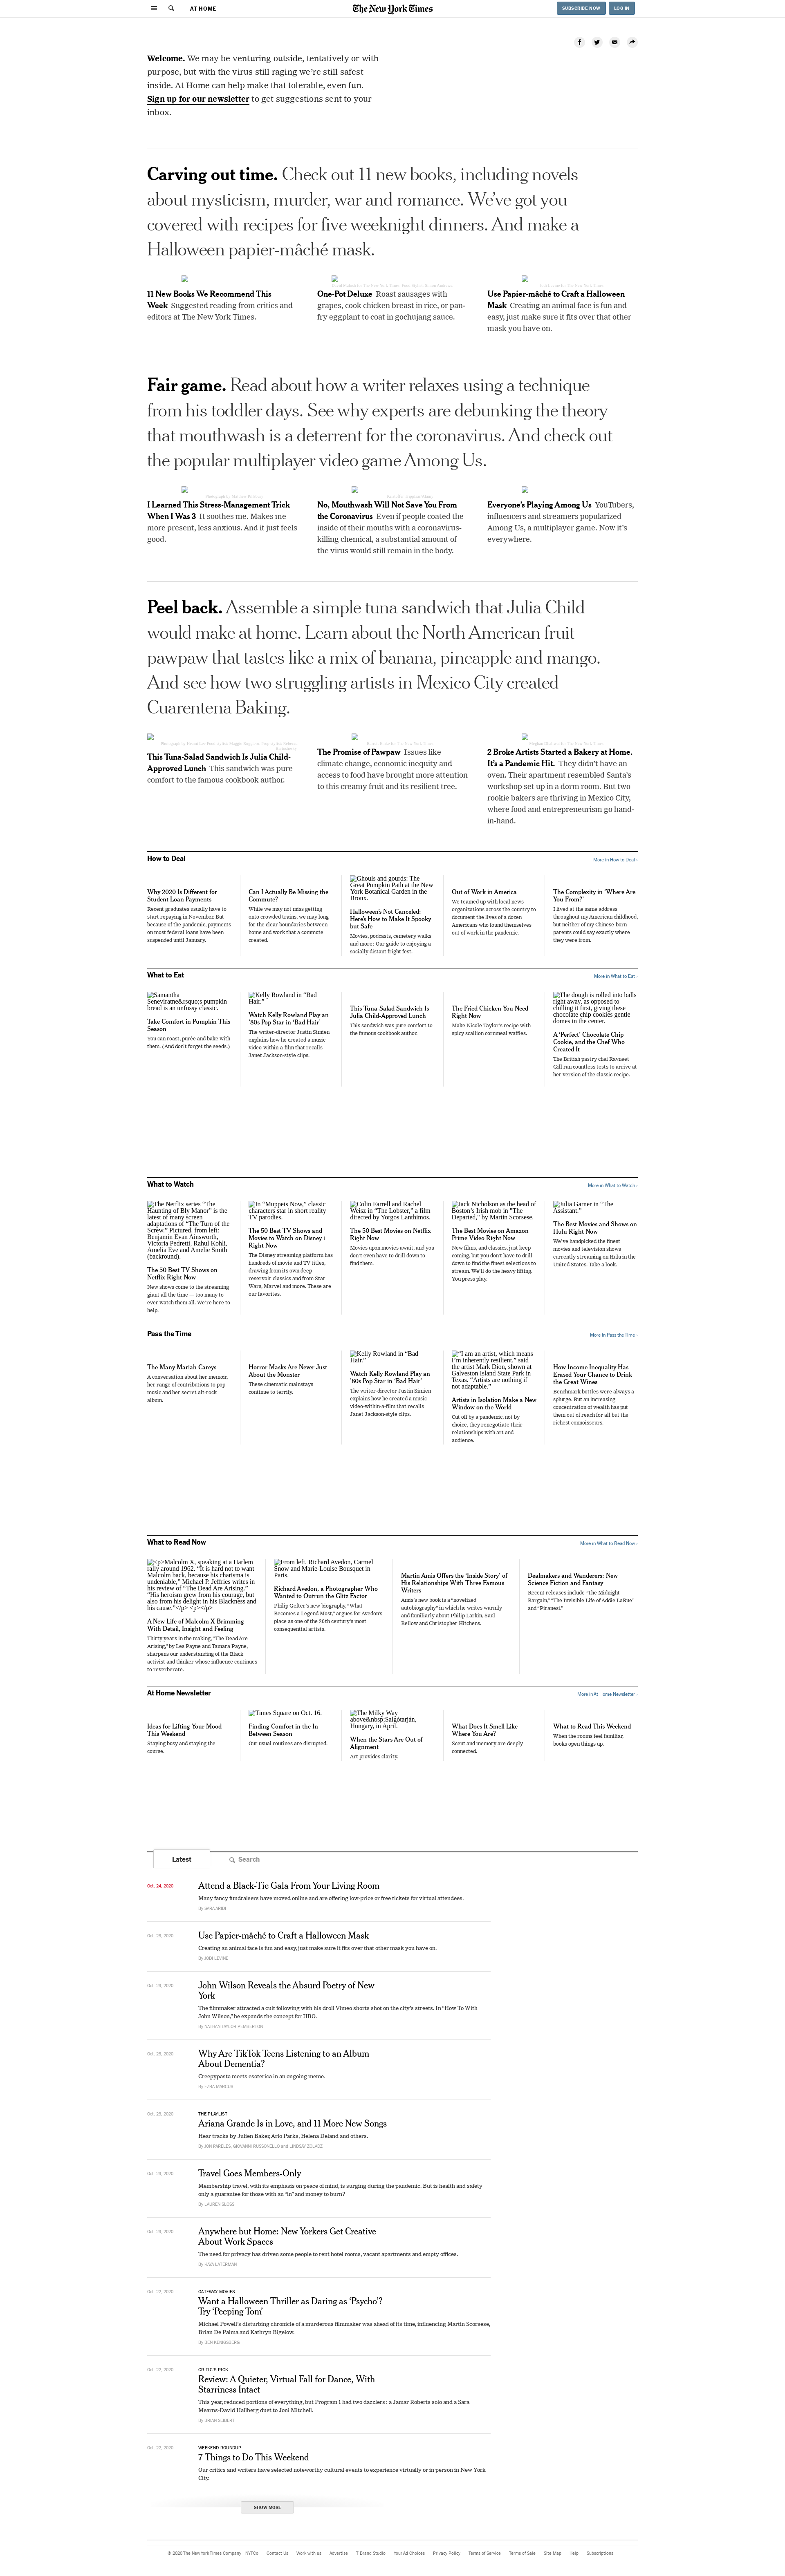 AT HOME
The New York Times
SUBSCRIBE NOW
LOG IN
Welcome. We may be venturing outside, tentatively or with
purpose, but with the virus still raging we're still safest
inside. At Home can help make that tolerable, even fun.
Sign up for our newsletter to get suggestions sent to your
inbox.
Carving out time. Check out 11 new books, including novels
about mysticism, murder, war and romance. We've got you
covered with recipes for five weeknight dinners. And make a
Halloween papier-mâché mask.
11 New Books We Recommend This
Week Suggested reading from critics and
editors at The New York Times.
One-Pot Deluxe Roast sausages with
grapes, cook chicken breast in rice, or pan-
fry eggplant to coat in gochujang sauce.
Use Papier-mâché to Craft a Halloween
Mask Creating an animal face is fun and
easy, just make sure it fits over that other
mask you have on.
Fair game. Read about how a writer relaxes using a technique
from his toddler days. See why experts are debunking the theory
that mouthwash is a deterrent for the coronavirus. And check out
the popular multiplayer video game Among Us.
I Learned This Stress-Management Trick
When I Was 3 It soothes me. Makes me
more present, less anxious. And it just feels
good.
No, Mouthwash Will Not Save You From
the Coronavirus Even if people coated the
inside of their mouths with a coronavirus-
killing chemical, a substantial amount of
the virus would still remain in the body.
Everyone's Playing Among Us YouTubers,
influencers and streamers popularized
Among Us, a multiplayer game. Now it's
everywhere.
Peel back. Assemble a simple tuna sandwich that Julia Child
would make at home. Learn about the North American fruit
pawpaw that tastes like a mix of banana, pineapple and mango.
And see how two struggling artists in Mexico City created
Cuarentena Baking.
This Tuna-Salad Sandwich Is Julia Child-
Approved Lunch This sandwich was pure
comfort to the famous cookbook author.
The Promise of Pawpaw Issues like
climate change, economic inequity and
access to food have brought more attention
to this creamy fruit and its resilient tree.
2 Broke Artists Started a Bakery at Home.
It's a Pandemic Hit. They didn't have an
oven. Their apartment resembled Santa's
workshop set up in a dorm room. But two
rookie bakers are thriving in Mexico City,
where food and entrepreneurism go hand-
in-hand.
How to Deal
More in How to Deal ›
Why 2020 Is Different for
Student Loan Payments
Recent graduates usually have to
start repaying in November. But
because of the pandemic, payments
on most federal loans have been
suspended until January.
Can I Actually Be Missing the
Commute?
While we may not miss getting
onto crowded trains, we may long
for the clear boundaries between
home and work that a commute
created.
Ghouls and gourds: The
Great Pumpkin Path at the New
York Botanical Garden in the
Bronx.
Halloween's Not Canceled:
Here's How to Make It Spooky
but Safe
Movies, podcasts, cemetery walks
and more: Our guide to enjoying a
socially distant fright fest.
Out of Work in America
We teamed up with local news
organizations across the country to
document the lives of a dozen
Americans who found themselves
out of work in the pandemic.
The Complexity in 'Where Are
You From?'
I lived at the same address
throughout my American childhood,
but neither of my Chinese-born
parents could say exactly where
they were from.
What to Eat
More in What to Eat ›
Samantha
Seneviratne&rsquo;s pumpkin
bread is an unfussy classic.
Take Comfort in Pumpkin This
Season
You can roast, purée and bake with
them. (And don't forget the seeds.)
Kelly Rowland in "Bad
Hair."
Watch Kelly Rowland Play an
'80s Pop Star in 'Bad Hair'
The writer-director Justin Simien
explains how he created a music
video-within-a-film that recalls
Janet Jackson-style clips.
This Tuna-Salad Sandwich Is
Julia Child-Approved Lunch
This sandwich was pure comfort to
the famous cookbook author.
The Fried Chicken You Need
Right Now
Make Nicole Taylor's recipe with
spicy scallion cornmeal waffles.
The dough is rolled into balls
right away, as opposed to
chilling it first, giving these
chocolate chip cookies gentle
domes in the center.
A 'Perfect' Chocolate Chip
Cookie, and the Chef Who
Created It
The British pastry chef Ravneet
Gill ran countless tests to arrive at
her version of the classic recipe.
What to Watch
More in What to Watch ›
The Netflix series "The
Haunting of Bly Manor" is the
latest of many screen
adaptations of "The Turn of the
Screw." Pictured, from left:
Benjamin Evan Ainsworth,
Victoria Pedretti, Rahul Kohli,
Amelia Eve and Amelie Smith
(backround).
The 50 Best TV Shows on
Netflix Right Now
New shows come to the streaming
giant all the time — too many to
ever watch them all. We're here to
help.
In "Muppets Now," classic
characters star in short reality
TV parodies.
The 50 Best TV Shows and
Movies to Watch on Disney+
Right Now
The Disney streaming platform has
hundreds of movie and TV titles,
drawing from its own deep
reservoir classics and from Star
Wars, Marvel and more. These are
our favorites.
Colin Farrell and Rachel
Weisz in "The Lobster," a film
directed by Yorgos Lanthimos.
The 50 Best Movies on Netflix
Right Now
Movies upon movies await, and you
don't even have to drill down to
find them.
Jack Nicholson as the head of
Boston's Irish mob in "The
Departed," by Martin Scorsese.
The Best Movies on Amazon
Prime Video Right Now
New films, and classics, just keep
coming, but you don't have to drill
down to find the finest selections to
stream. We'll do the heavy lifting.
You press play.
Julia Garner in "The
Assistant."
The Best Movies and Shows on
Hulu Right Now
We've handpicked the finest
movies and television shows
currently streaming on Hulu in the
United States. Take a look.
Pass the Time
More in Pass the Time ›
The Many Mariah Careys
A conversation about her memoir,
her range of contributions to pop
music and her secret alt-rock
album.
Horror Masks Are Never Just
About the Monster
These cinematic mainstays
continue to terrify.
Kelly Rowland in "Bad
Hair."
Watch Kelly Rowland Play an
'80s Pop Star in 'Bad Hair'
The writer-director Justin Simien
explains how he created a music
video-within-a-film that recalls
Janet Jackson-style clips.
"I am an artist, which means
I'm inherently resilient," said
the artist Mark Dion, shown at
Galveston Island State Park in
Texas. "Artists are nothing if
not adaptable."
Artists in Isolation Make a New
Window on the World
Cut off by a pandemic, not by
choice, they renegotiate their
relationships with art and
audience.
How Income Inequality Has
Erased Your Chance to Drink
the Great Wines
Benchmark bottles were always a
splurge. But an increasing
concentration of wealth has put
them out of reach for all but the
richest connoisseurs.
What to Read Now
More in What to Read Now ›
<p>Malcolm X, speaking at a Harlem
rally around 1962. "It is hard to not want
Malcolm back, because his charisma is
undeniable," Michael P. Jeffries writes in
his review of "The Dead Are Arising."
"His heroism grew from his courage, but
also from his delight in his Blackness and
his cause."</p> <p></p>
A New Life of Malcolm X Brimming
With Detail, Insight and Feeling
Thirty years in the making, "The Dead Are
Arising," by Les Payne and Tamara Payne,
sharpens our understanding of the Black
activist and thinker whose influence continues
to reverberate.
From left, Richard Avedon, Carmel
Snow and Marie-Louise Bousquet in
Paris.
Richard Avedon, a Photographer Who
Wanted to Outrun the Glitz Factor
Philip Gefter's new biography, "What
Becomes a Legend Most," argues for Avedon's
place as one of the 20th century's most
consequential artists.
Martin Amis Offers the 'Inside Story' of
His Relationships With Three Famous
Writers
Amis's new book is a "novelized
autobiography" in which he writes warmly
and familiarly about Philip Larkin, Saul
Bellow and Christopher Hitchens.
Dealmakers and Wanderers: New
Science Fiction and Fantasy
Recent releases include "The Midnight
Bargain," "The Invisible Life of Addie LaRue"
and "Piranesi."
At Home Newsletter
More in At Home Newsletter ›
Ideas for Lifting Your Mood
This Weekend
Staying busy and staying the
course.
Times Square on Oct. 16.
Finding Comfort in the In-
Between Season
Our usual routines are disrupted.
The Milky Way
above&nbsp;Salgótarján,
Hungary, in April.
When the Stars Are Out of
Alignment
Art provides clarity.
What Does It Smell Like
Where You Are?
Scent and memory are deeply
connected.
What to Read This Weekend
When the rooms feel familiar,
books open things up.
Latest
Search
Oct. 24, 2020
Attend a Black-Tie Gala From Your Living Room
Many fancy fundraisers have moved online and are offering low-price or free tickets for virtual attendees.
By SARA ARIDI
Oct. 23, 2020
Use Papier-mâché to Craft a Halloween Mask
Creating an animal face is fun and easy, just make sure it fits over that other mask you have on.
By JODI LEVINE
Oct. 23, 2020
John Wilson Reveals the Absurd Poetry of New
York
The filmmaker attracted a cult following with his droll Vimeo shorts shot on the city's streets. In "How To With
John Wilson," he expands the concept for HBO.
By NATHAN TAYLOR PEMBERTON
Oct. 23, 2020
Why Are TikTok Teens Listening to an Album
About Dementia?
Creepypasta meets esoterica in an ongoing meme.
By EZRA MARCUS
Oct. 23, 2020
THE PLAYLIST
Ariana Grande Is in Love, and 11 More New Songs
Hear tracks by Julien Baker, Arlo Parks, Helena Deland and others.
By JON PARELES, GIOVANNI RUSSONELLO and LINDSAY ZOLADZ
Oct. 23, 2020
Travel Goes Members-Only
Membership travel, with its emphasis on peace of mind, is surging during the pandemic. But is health and safety
only a guarantee for those with an "in" and money to burn?
By LAUREN SLOSS
Oct. 23, 2020
Anywhere but Home: New Yorkers Get Creative
About Work Spaces
The need for privacy has driven some people to rent hotel rooms, vacant apartments and empty offices.
By KAYA LATERMAN
Oct. 22, 2020
GATEWAY MOVIES
Want a Halloween Thriller as Daring as 'Psycho'?
Try 'Peeping Tom'
Michael Powell's disturbing chronicle of a murderous filmmaker was ahead of its time, influencing Martin Scorsese,
Brian De Palma and Kathryn Bigelow.
By BEN KENIGSBERG
Oct. 22, 2020
CRITIC'S PICK
Review: A Quieter, Virtual Fall for Dance, With
Starriness Intact
This year, reduced portions of everything, but Program 1 had two dazzlers: a Jamar Roberts solo and a Sara
Mearns-David Hallberg duet to Joni Mitchell.
By BRIAN SEIBERT
Oct. 22, 2020
WEEKEND ROUNDUP
7 Things to Do This Weekend
Our critics and writers have selected noteworthy cultural events to experience virtually or in person in New York
City.
SHOW MORE
© 2020 The New York Times Company NYTCo Contact Us Work with us Advertise T Brand Studio Your Ad Choices Privacy Policy Terms of Service Terms of Sale Site Map Help Subscriptions